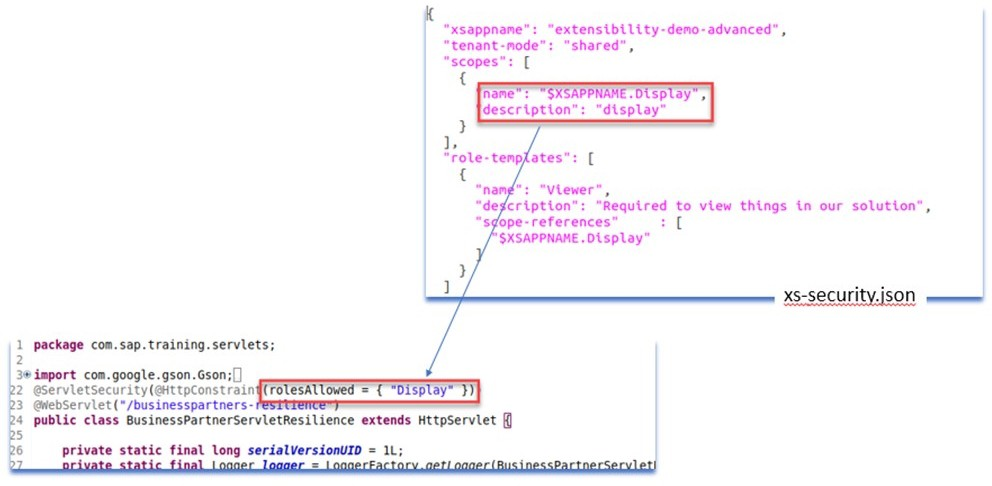 {
"xsappname": "extensibility-demo-advanced",
"tenant-mode": "shared",
"scopes": [
{
"name": "$XSAPPNAME.Display",
"description": "display"
}
],
"role-templates": [
{
"name": "Viewer",
"description": "Required to view things in our solution",
"scope-references" : [
"$XSAPPNAME.Display"
]
}
]
xs-security.json
1 package com.sap.training.servlets;
2
3 import com.google.gson.Gson;
22 @ServletSecurity(@HttpConstraint(rolesAllowed = { "Display" }))
23 @WebServlet("/businesspartners-resilience")
24 public class BusinessPartnerServletResilience extends HttpServlet {
25
26 private static final long serialVersionUID = 1L;
27 private static final Logger logger = LoggerFactory.getLogger(BusinessPartnerServlet